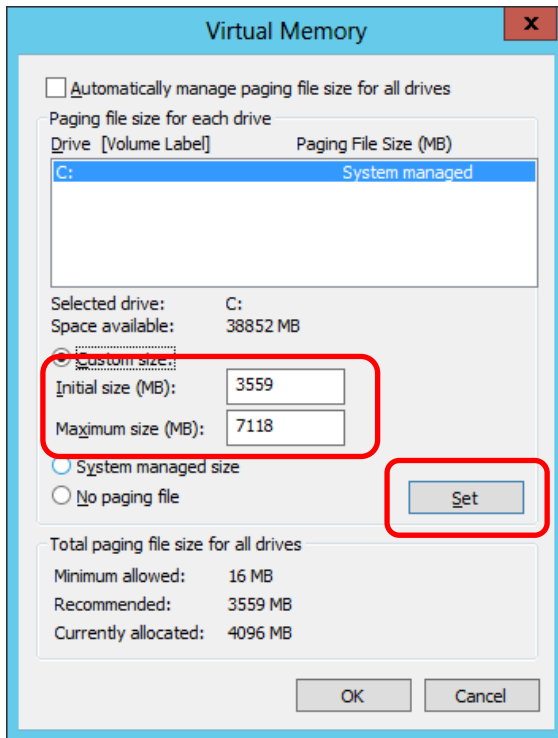 Virtual Memory
x
Automatically manage paging file size for all drives
Paging file size for each drive
Drive [Volume Label] Paging File Size (MB)
C: System managed
Selected drive: C:
Space available: 38852 MB
Custom size:
Initial size (MB): 3559
Maximum size (MB): 7118
System managed size
No paging file
Set
Total paging file size for all drives
Minimum allowed: 16 MB
Recommended: 3559 MB
Currently allocated: 4096 MB
OK Cancel